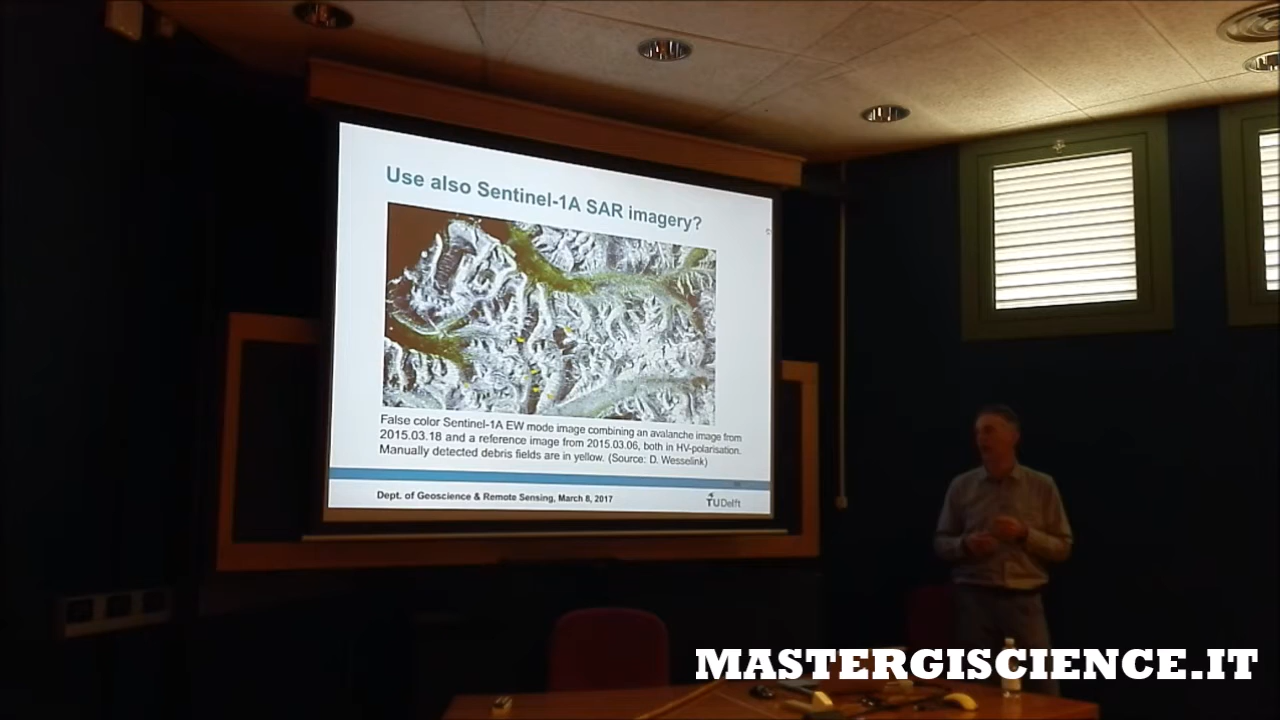 Use also Sentinel-1A SAR imagery?
False color Sentinel-1A EW mode image combining an avalanche image from
2015.03.18 and a reference image from 2015.03.06, both in HV-polarisation.
Manually detected debris fields are in yellow. (Source: D. Wesselink)
Dept. of Geoscience & Remote Sensing, March 8, 2017
TUDelft
MASTERGISCIENCE.IT